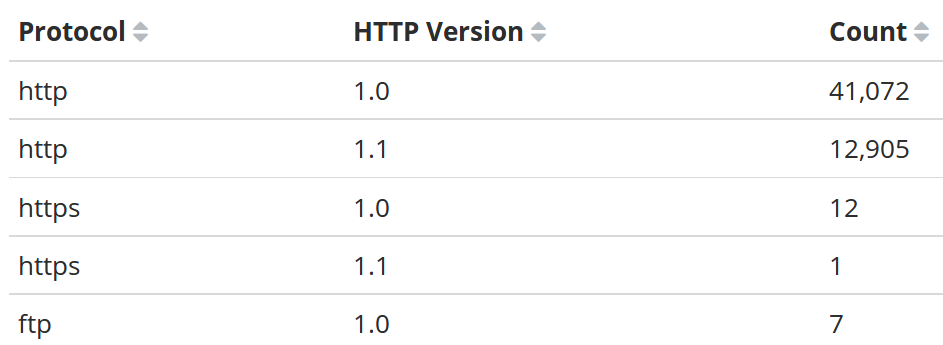 Protocol HTTP Version Count
http 1.0 41,072
http 1.1 12,905
https 1.0 12
https 1.1 1
ftp 1.0 7